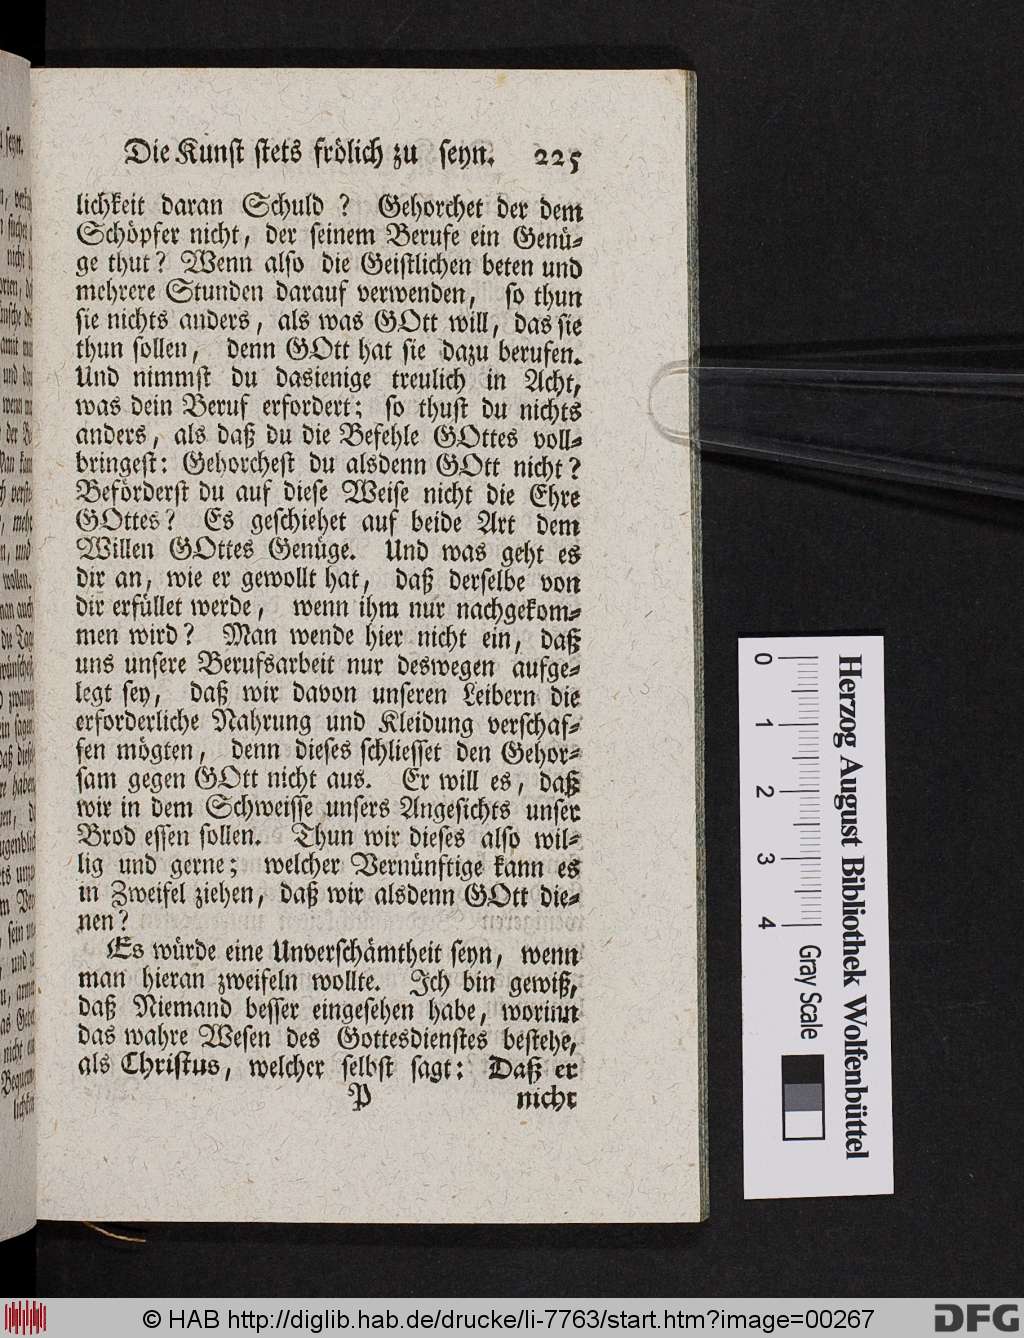 Die Kunst stets frölich zu seyn. 225
lichkeit daran Schuld? Gehorchet der dem
Schöpfer nicht, der seinem Berufe ein Genü-
ge thut? Wenn also die Geistlichen beten und
mehrere Stunden darauf verwenden, so thun
sie nichts anders, als was GOtt will, das sie
thun sollen, denn GOtt hat sie dazu berufen.
Und nimmst du dasienige treulich in Acht,
was dein Beruf erfordert; so thust du nichts
anders, als daß du die Befehle GOttes voll-
bringest: Gehorchest du alsdenn GOtt nicht?
Beförderst du auf diese Weise nicht die Ehre
GOttes? Es geschiehet auf beide Art dem
Willen GOttes Genüge. Und was geht es
dir an, wie er gewollt hat, daß derselbe von
dir erfüllet werde, wenn ihm nur nachgekom-
men wird? Man wende hier nicht ein, daß
uns unsere Berufsarbeit nur deswegen aufge-
legt sey, daß wir davon unseren Leibern die
erforderliche Nahrung und Kleidung verschaf-
fen mögten, denn dieses schliesset den Gehor-
sam gegen GOtt nicht aus. Er will es, daß
wir in dem Schweisse unsers Angesichts unser
Brod essen sollen. Thun wir dieses also wil-
lig und gerne; welcher Vernünftige kann es
in Zweifel ziehen, daß wir alsdenn GOtt die-
nen?
Es würde eine Unverschämtheit seyn, wenn
man hieran zweifeln wollte. Ich bin gewiß,
daß Niemand besser eingesehen habe, worinn
das wahre Wesen des Gottesdienstes bestehe,
als Christus, welcher selbst sagt: Daß er
P nicht
0 1 2 3 4
Gray Scale
Herzog August Bibliothek Wolfenbüttel
© HAB http://diglib.hab.de/drucke/li-7763/start.htm?image=00267
DFG